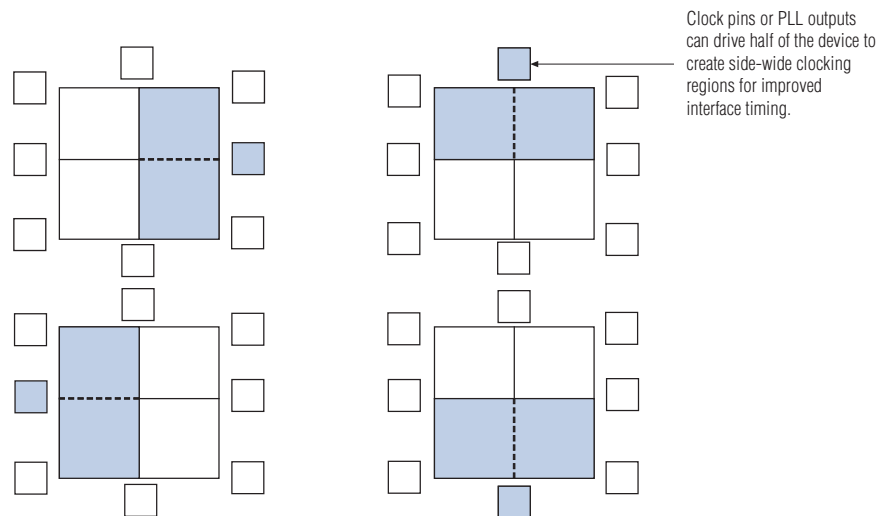 Clock pins or PLL outputs
can drive half of the device to
create side-wide clocking
regions for improved
interface timing.